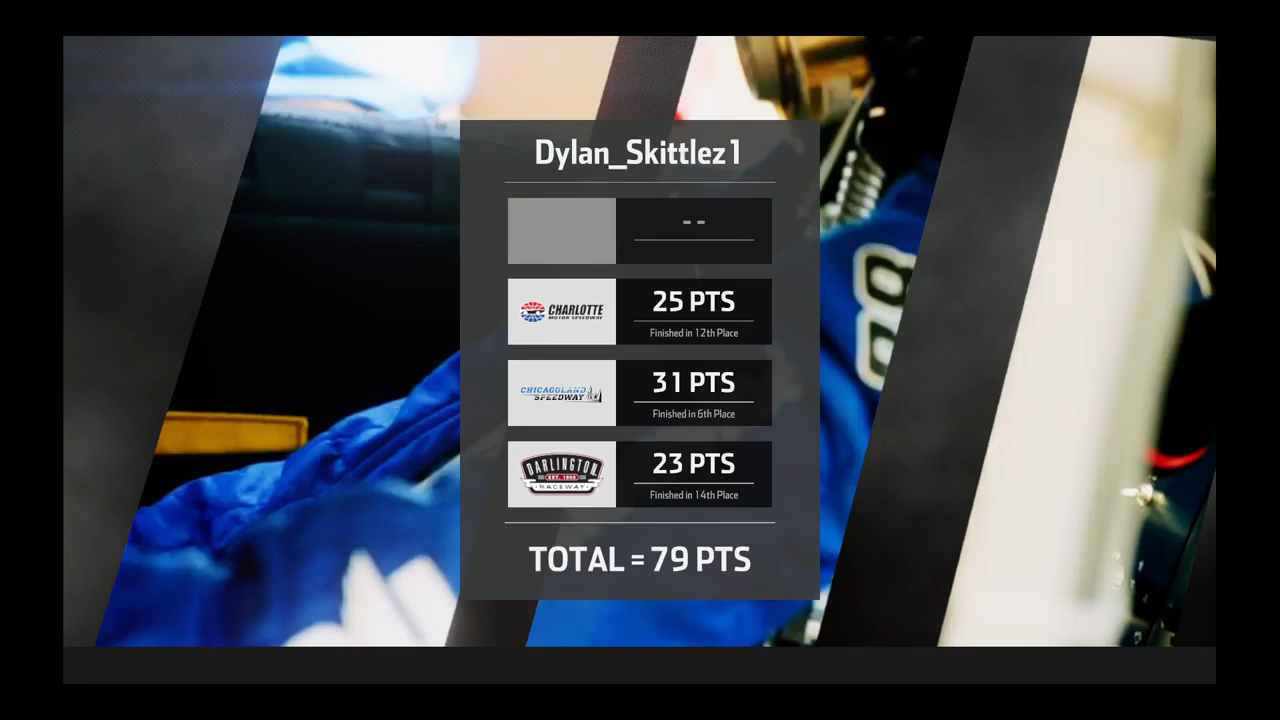 Dylan_Skittlez1
--
CHARLOTTE
MOTOR SPEEDWAY
25 PTS
Finished in 12th Place
CHICAGOLAND
SPEEDWAY
31 PTS
Finished in 6th Place
DARLINGTON
EST. 1950
RACEWAY
23 PTS
Finished in 14th Place
TOTAL = 79 PTS
88